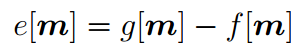 e[m] = g[m] − f[m]